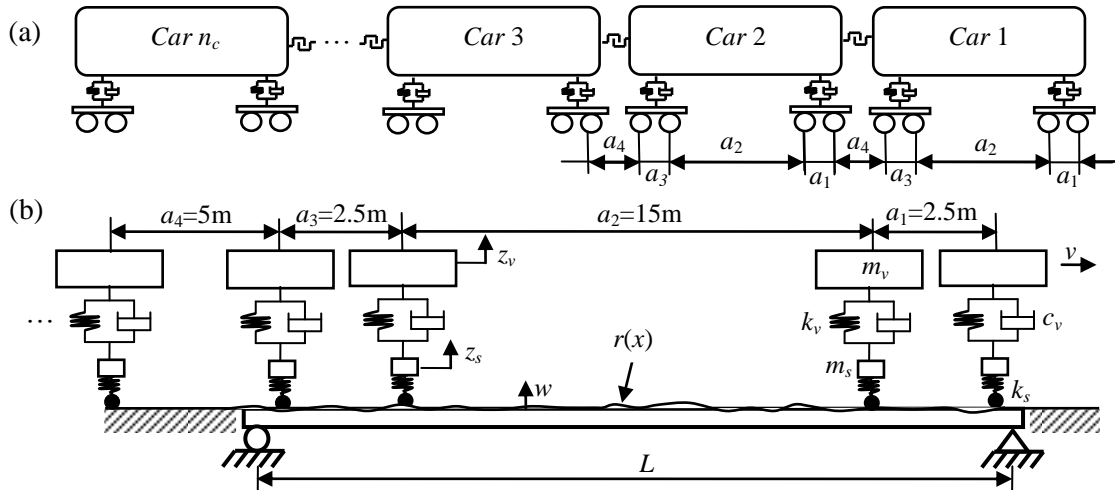 (a)
Car n_c
...
Car 3
Car 2
Car 1
a_4
a_3
a_2
a_1
a_4
a_3
a_2
a_1
(b)
a_4=5m
a_3=2.5m
a_2=15m
a_1=2.5m
z_v
m_v
v
...
k_v
c_v
z_s
r(x)
m_s
w
k_s
L